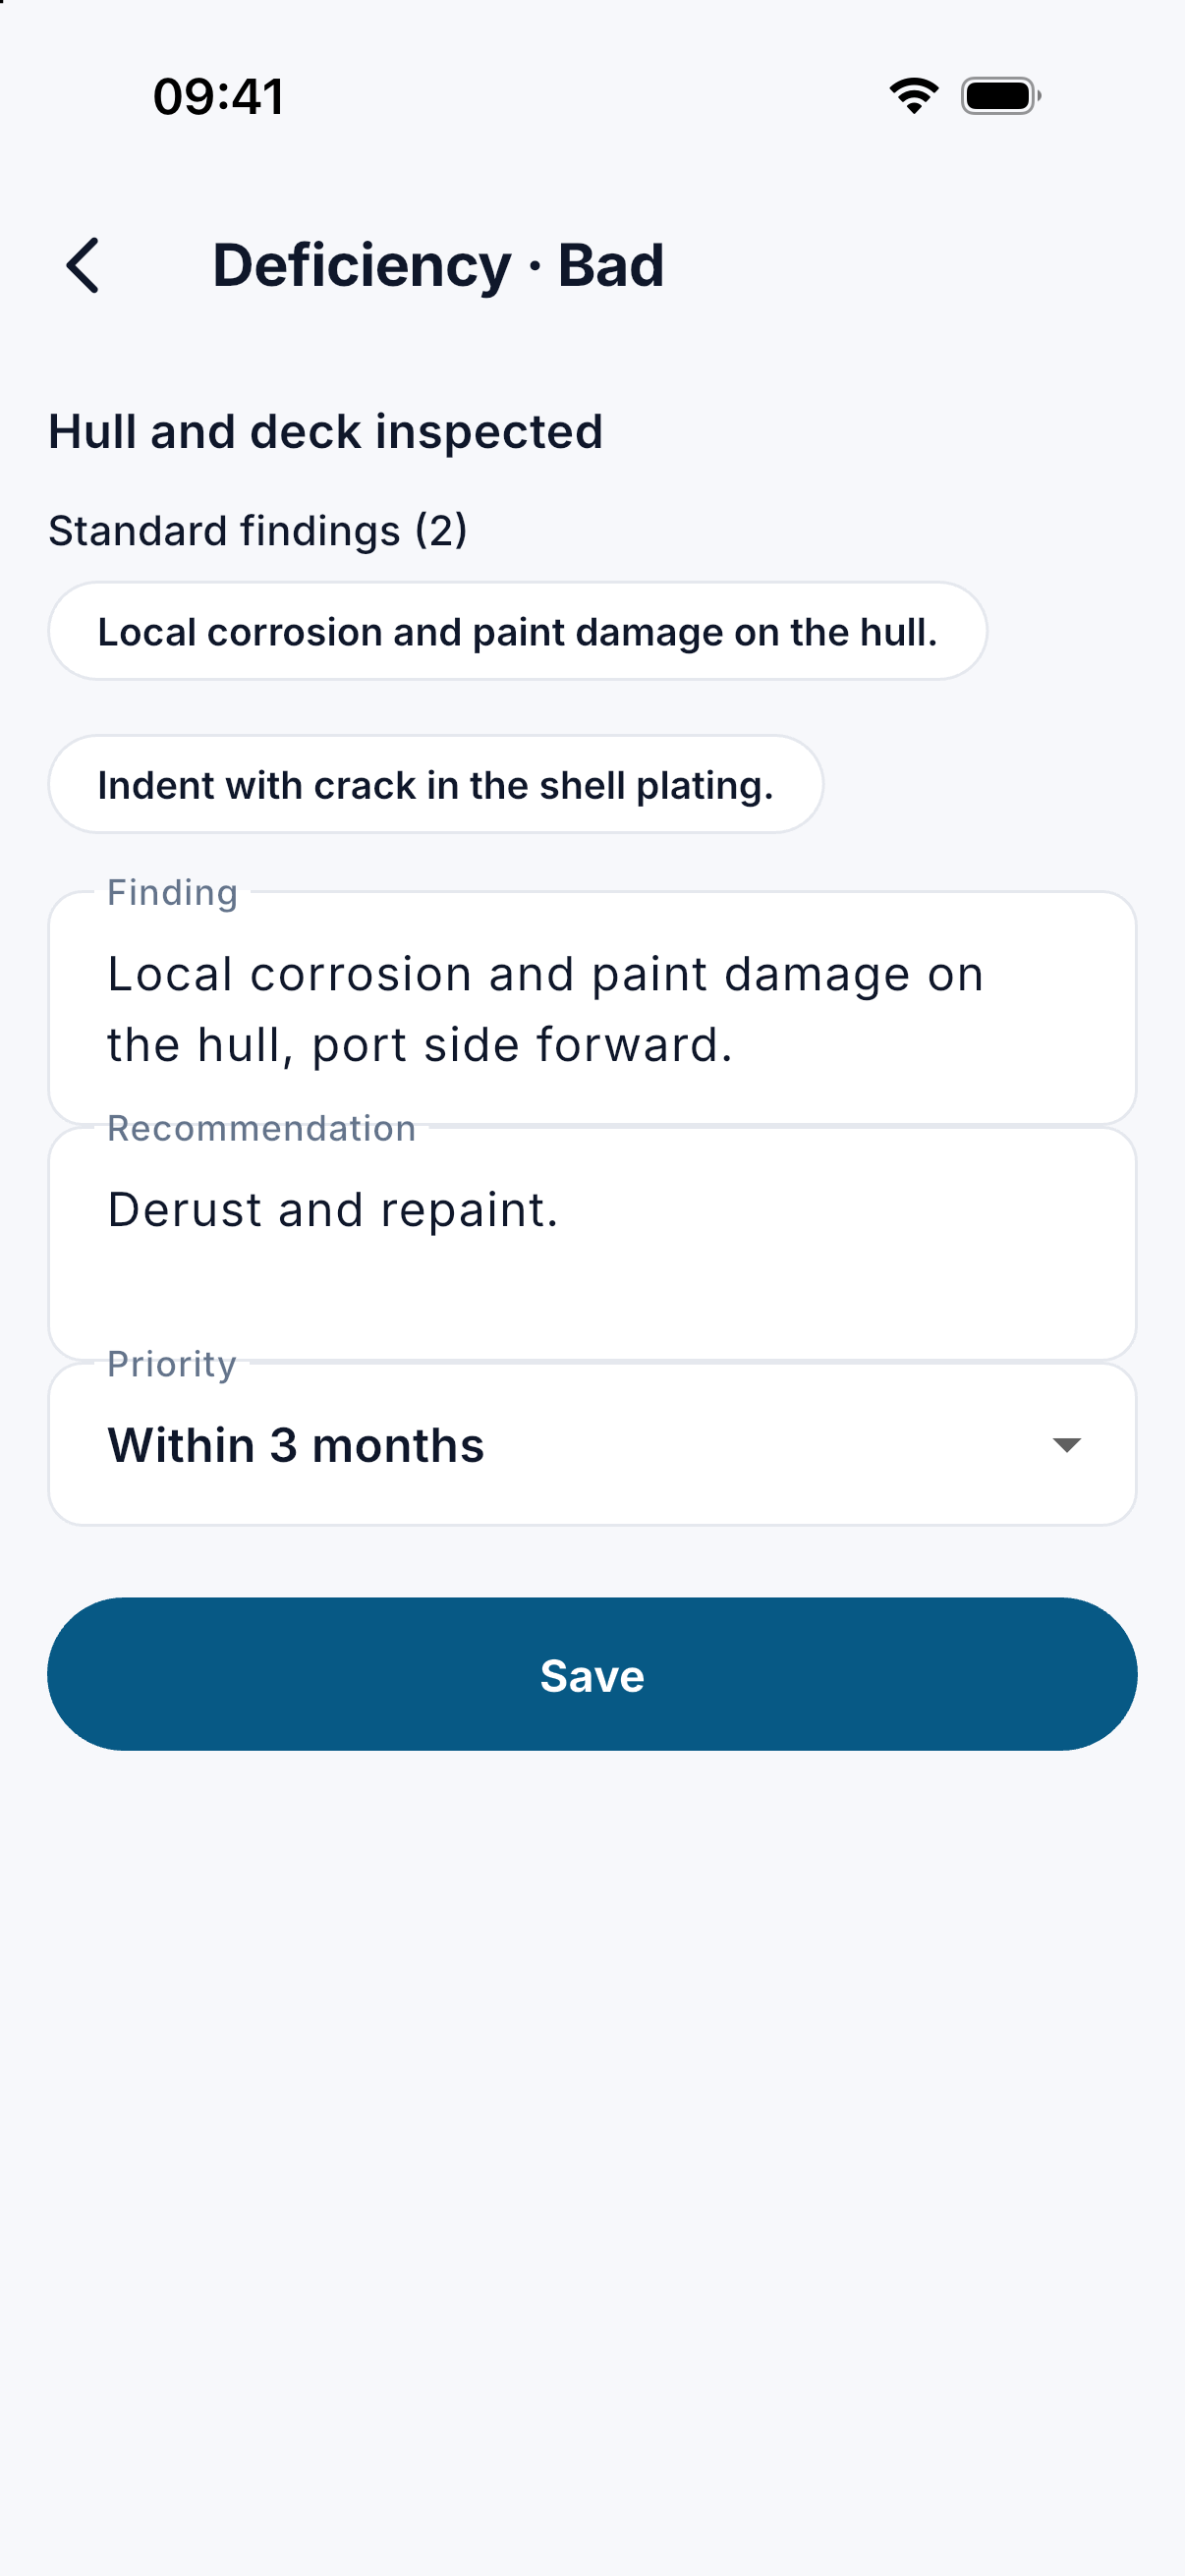 09:41
Deficiency · Bad
Hull and deck inspected
Standard findings (2)
Local corrosion and paint damage on the hull.
Indent with crack in the shell plating.
Finding
Local corrosion and paint damage on
the hull, port side forward.
Recommendation
Derust and repaint.
Priority
Within 3 months
Save